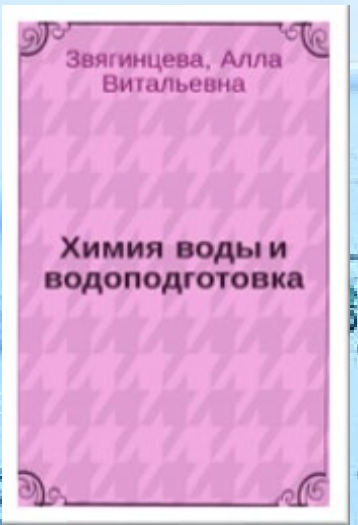 Звягинцева, Алла
Витальевна
Химия воды и
водоподготовка